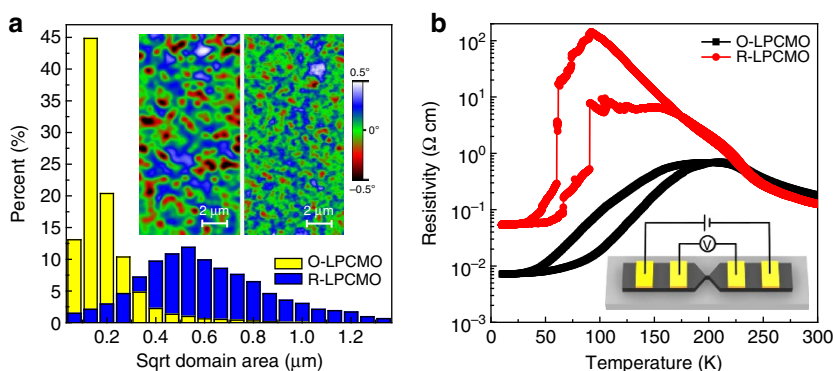 a
45
40
35
30
25
20
15
10
5
0
Percent (%)
0.2
0.4
0.6
0.8
1.0
1.2
Sqrt domain area (μm)
2 μm
2 μm
0.5°
0°
−0.5°
O-LPCMO
R-LPCMO
b
10³
10²
10¹
10⁰
10⁻¹
10⁻²
10⁻³
Resistivity (Ω cm)
0
50
100
150
200
250
300
Temperature (K)
O-LPCMO
R-LPCMO
V